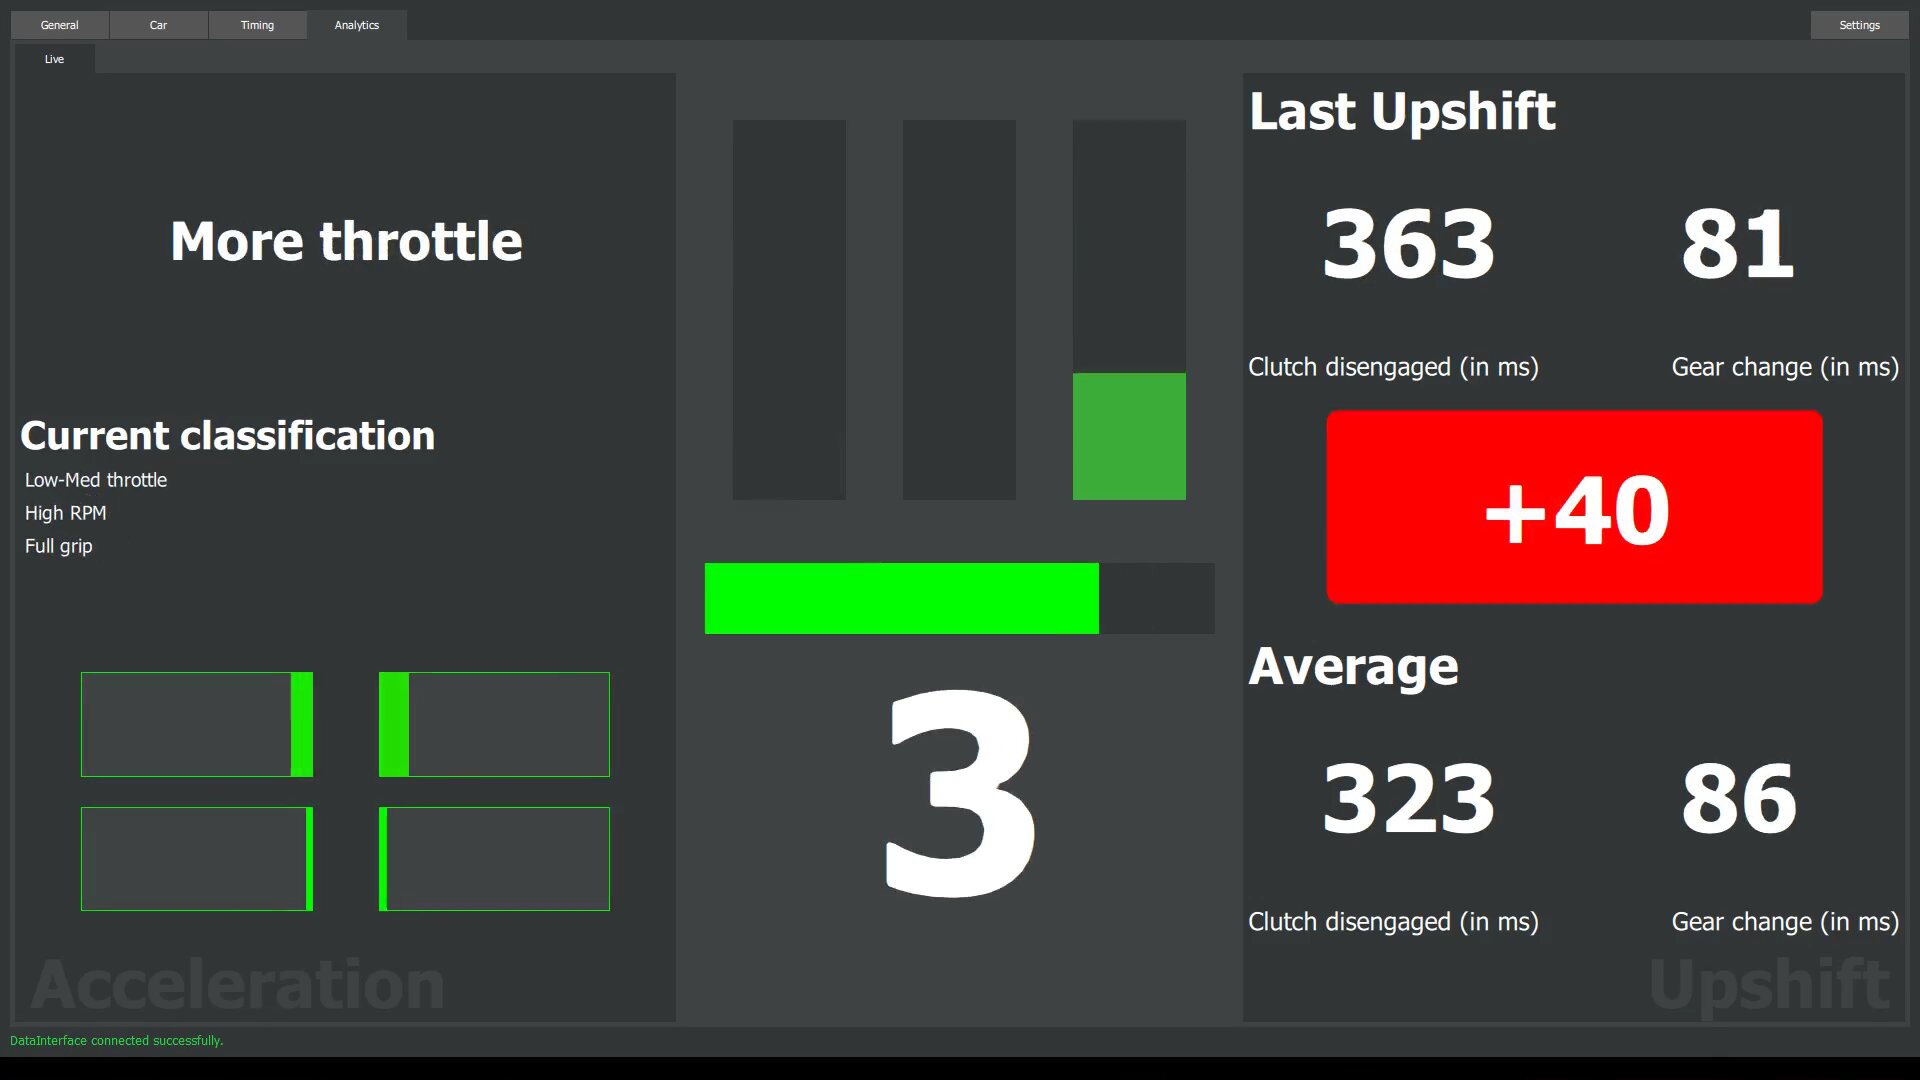 General Car Timing Analytics Settings
Live
More throttle
Current classification
Low-Med throttle
High RPM
Full grip
Acceleration
3
Last Upshift
363 81
Clutch disengaged (in ms) Gear change (in ms)
+40
Average
323 86
Clutch disengaged (in ms) Gear change (in ms)
Upshift
DataInterface connected successfully.